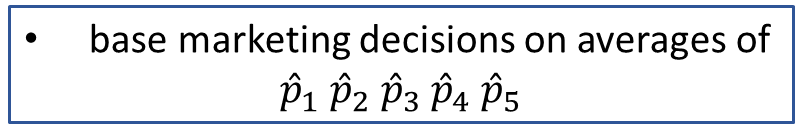 • base marketing decisions on averages of
p̂₁ p̂₂ p̂₃ p̂₄ p̂₅